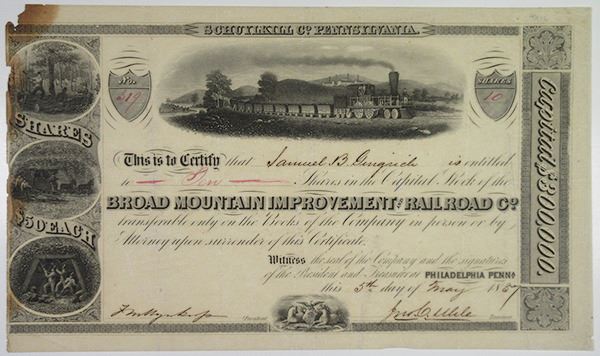 SCHUYLKILL CO. PENNSYLVANIA.
No. 319
SHARES 10
SHARES
$50 EACH
Capital $300,000.
This is to Certify that Samuel B. Gingrich is entitled
to Ten Shares in the Capital Stock of the
BROAD MOUNTAIN IMPROVEMENT & RAILROAD Co.
transferable only on the Books of the Company in person or by
Attorney upon surrender of this Certificate.
Witness the seal of the Company and the signatures
of the President and Treasurer at PHILADELPHIA PENNA.
this 5th day of May 1857
President
Treasurer